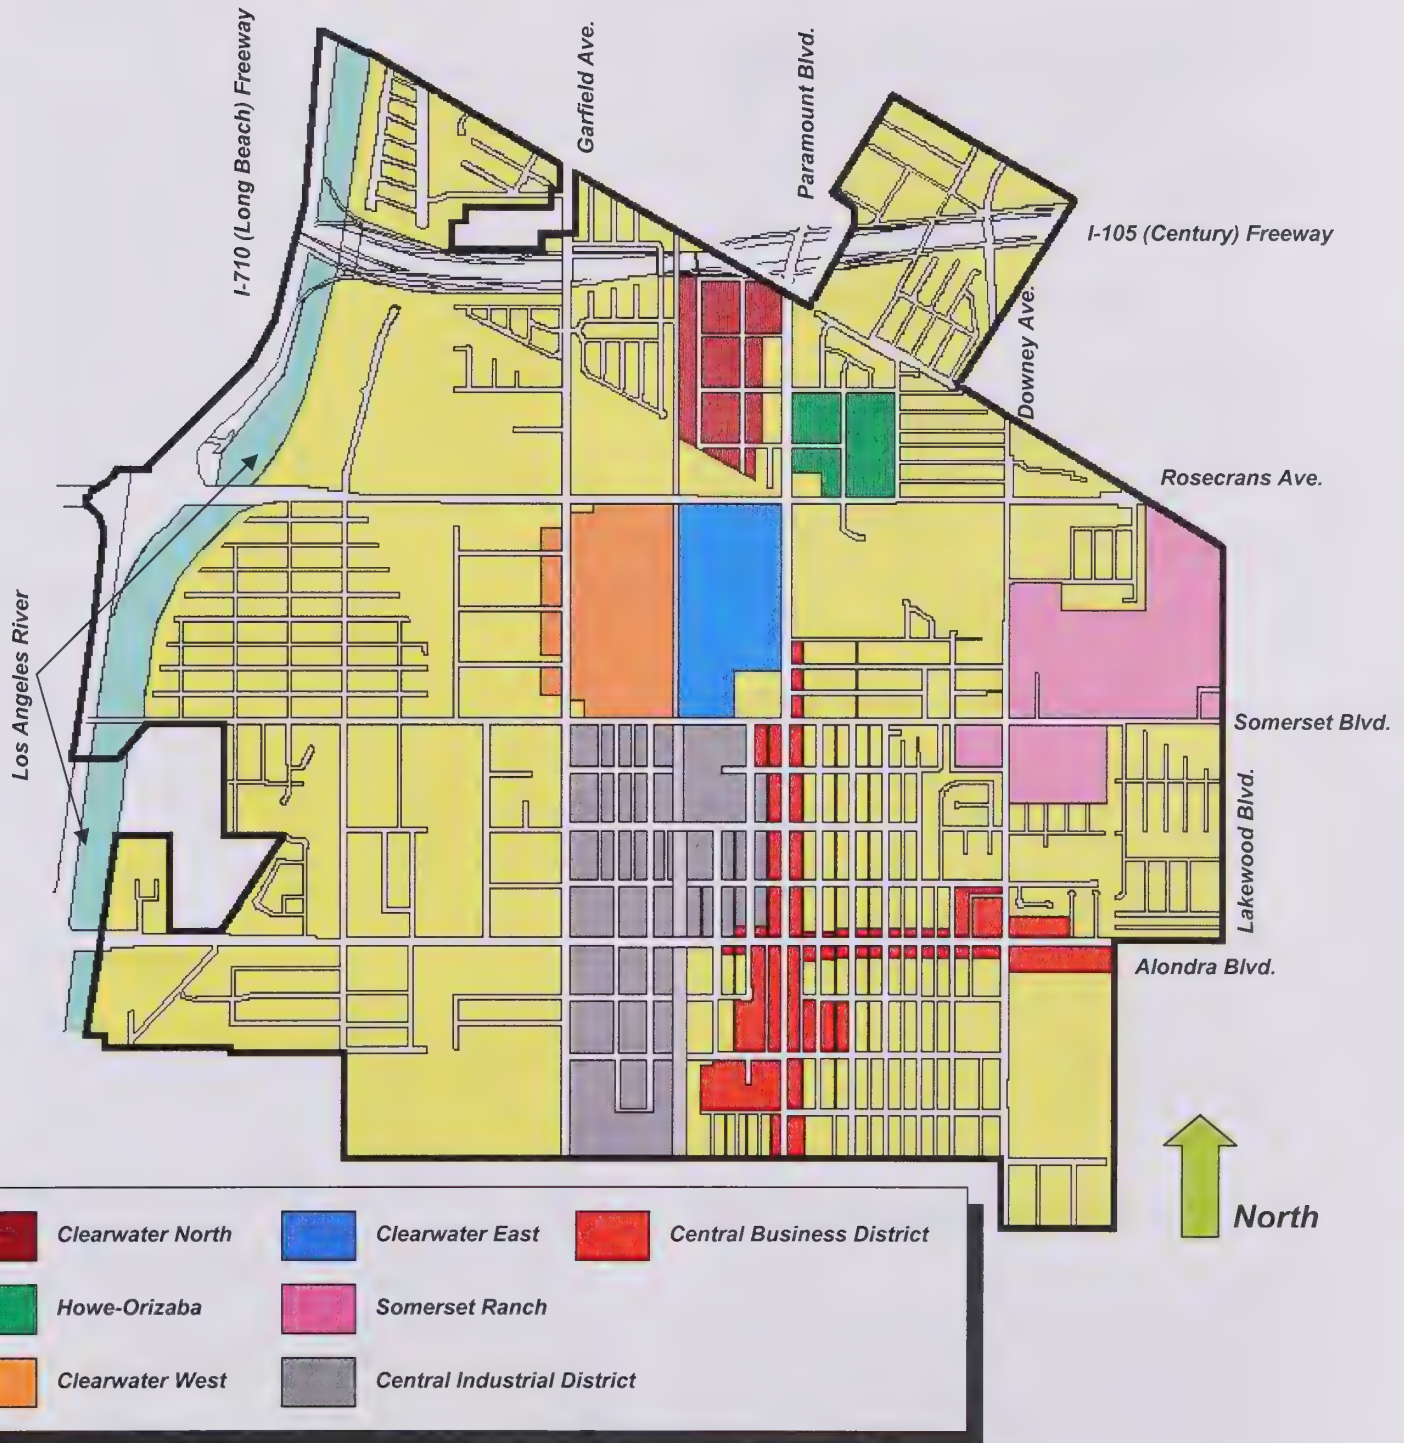 I-710 (Long Beach) Freeway
Garfield Ave.
Paramount Blvd.
I-105 (Century) Freeway
Downey Ave.
Rosecrans Ave.
Los Angeles River
Somerset Blvd.
Lakewood Blvd.
Alondra Blvd.
North
Clearwater North
Clearwater East
Central Business District
Howe-Orizaba
Somerset Ranch
Clearwater West
Central Industrial District